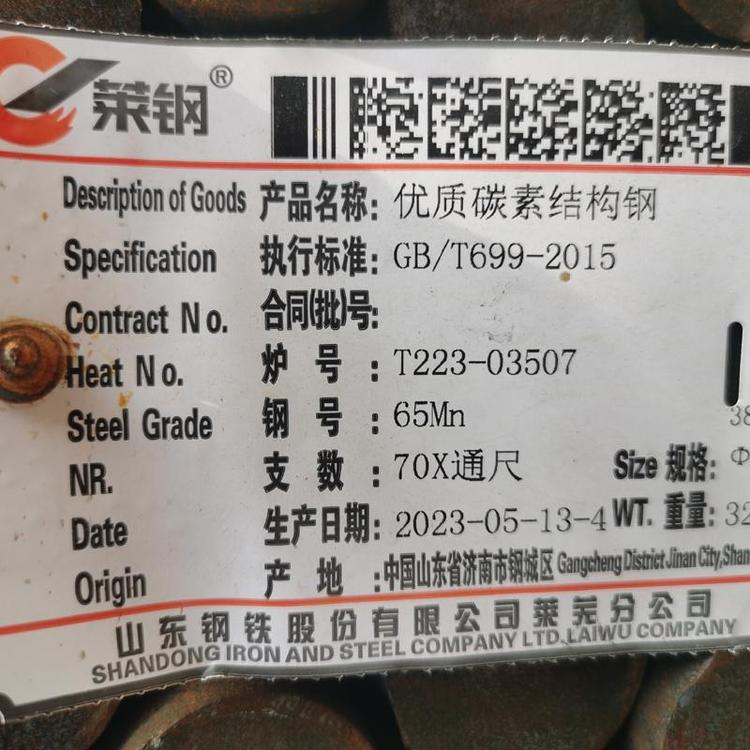 莱钢®
Description of Goods 产品名称: 优质碳素结构钢
Specification 执行标准: GB/T699-2015
Contract No. 合同(批)号:
Heat No. 炉号: T223-03507
Steel Grade 钢号: 65Mn
38
NR. 支数: 70X通尺 Size 规格: Φ
Date 生产日期: 2023-05-13-4 WT. 重量: 32
Origin 产地: 中国山东省济南市钢城区 Gangcheng District Jinan City, Shan
山东钢铁股份有限公司莱芜分公司
SHANDONG IRON AND STEEL COMPANY LTD. LAIWU COMPANY